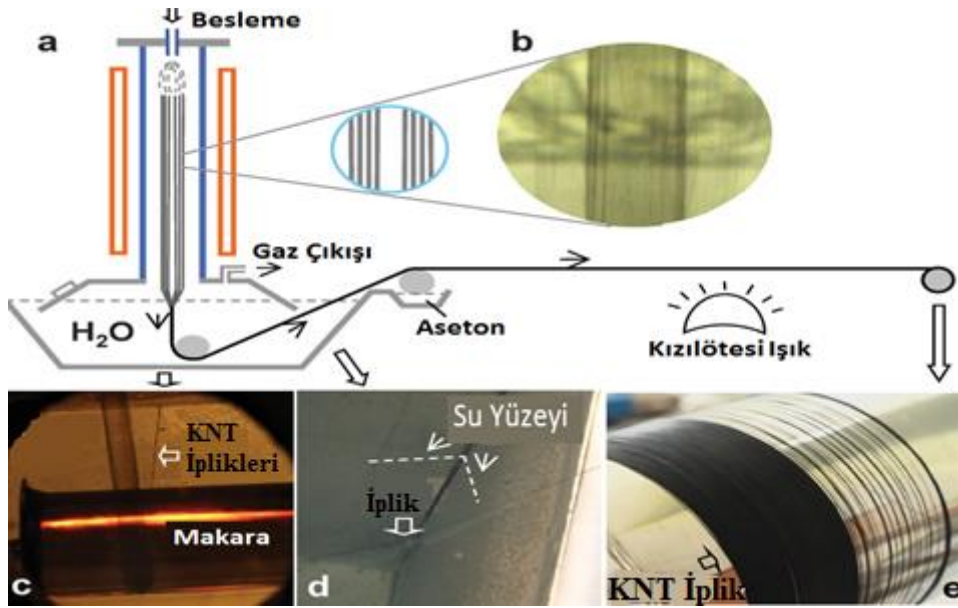 Besleme
a
b
Gaz Çıkışı
H₂O
Aseton
Kızılötesi Işık
KNT
İplikleri
Makara
c
Su Yüzeyi
İplik
d
KNT İplik
e